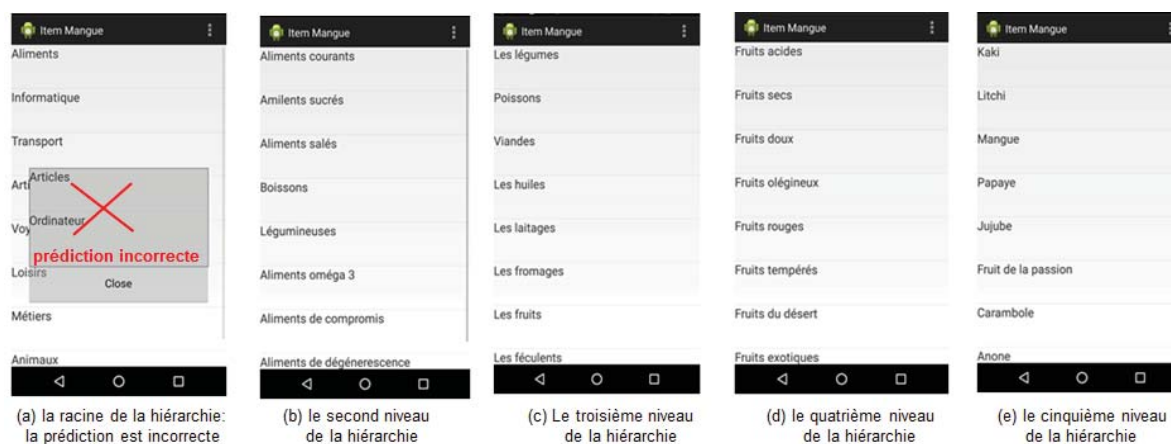 Item Mangue
Aliments
Informatique
Transport
Arti
Articles
Voy
Ordinateur
prédiction incorrecte
Loisirs
Close
Métiers
Animaux
(a) la racine de la hiérarchie:
la prédiction est incorrecte
Item Mangue
Aliments courants
Amilents sucrés
Aliments salés
Boissons
Légumineuses
Aliments oméga 3
Aliments de compromis
Aliments de dégénerescence
(b) le second niveau
de la hiérarchie
Item Mangue
Les légumes
Poissons
Viandes
Les huiles
Les laitages
Les fromages
Les fruits
Les féculents
(c) Le troisième niveau
de la hiérarchie
Item Mangue
Fruits acides
Fruits secs
Fruits doux
Fruits olégineux
Fruits rouges
Fruits tempérés
Fruits du désert
Fruits exotiques
(d) le quatrième niveau
de la hiérarchie
Item Mangue
Kaki
Litchi
Mangue
Papaye
Jujube
Fruit de la passion
Carambole
Anone
(e) le cinquième niveau
de la hiérarchie